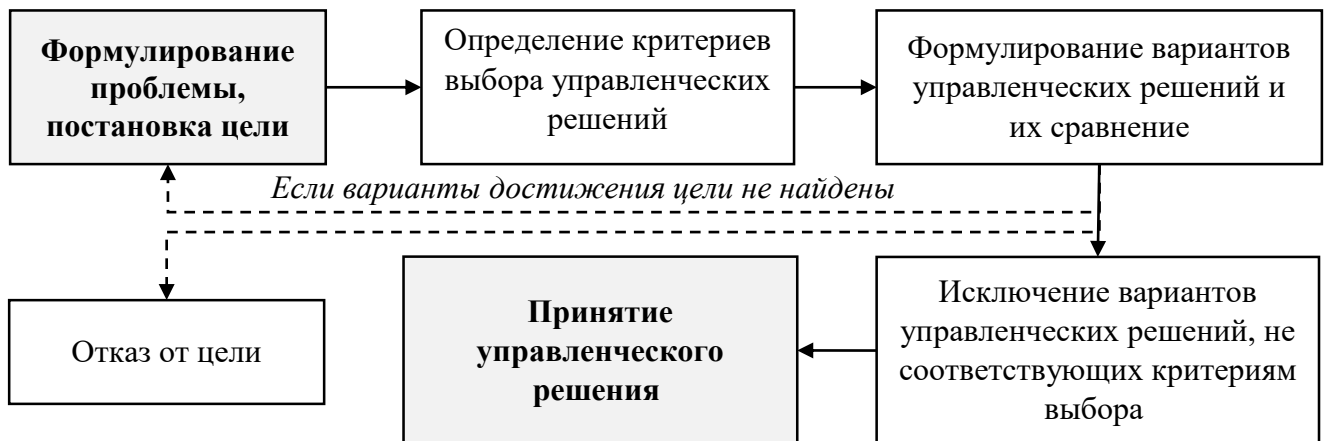 Формулирование
проблемы,
постановка цели
Определение критериев
выбора управленческих
решений
Формулирование вариантов
управленческих решений и
их сравнение
Если варианты достижения цели не найдены
Отказ от цели
Принятие
управленческого
решения
Исключение вариантов
управленческих решений, не
соответствующих критериям
выбора